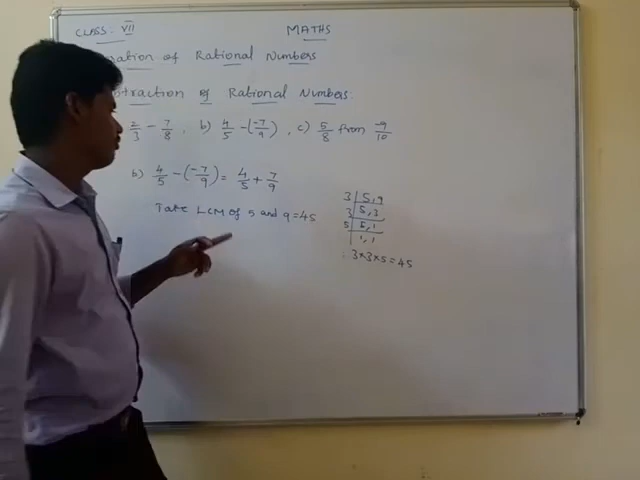 CLASS: VII
MATHS
ration of Rational Numbers
btraction of Rational Numbers:
2/3 - 7/8, b) 4/5 - (-7/9), c) 5/8 from -9/10
b) 4/5 - (-7/9) = 4/5 + 7/9
Take LCM of 5 and 9 = 45
3 | 5, 9
3 | 5, 3
5 | 5, 1
| 1, 1
∴ 3×3×5 = 45